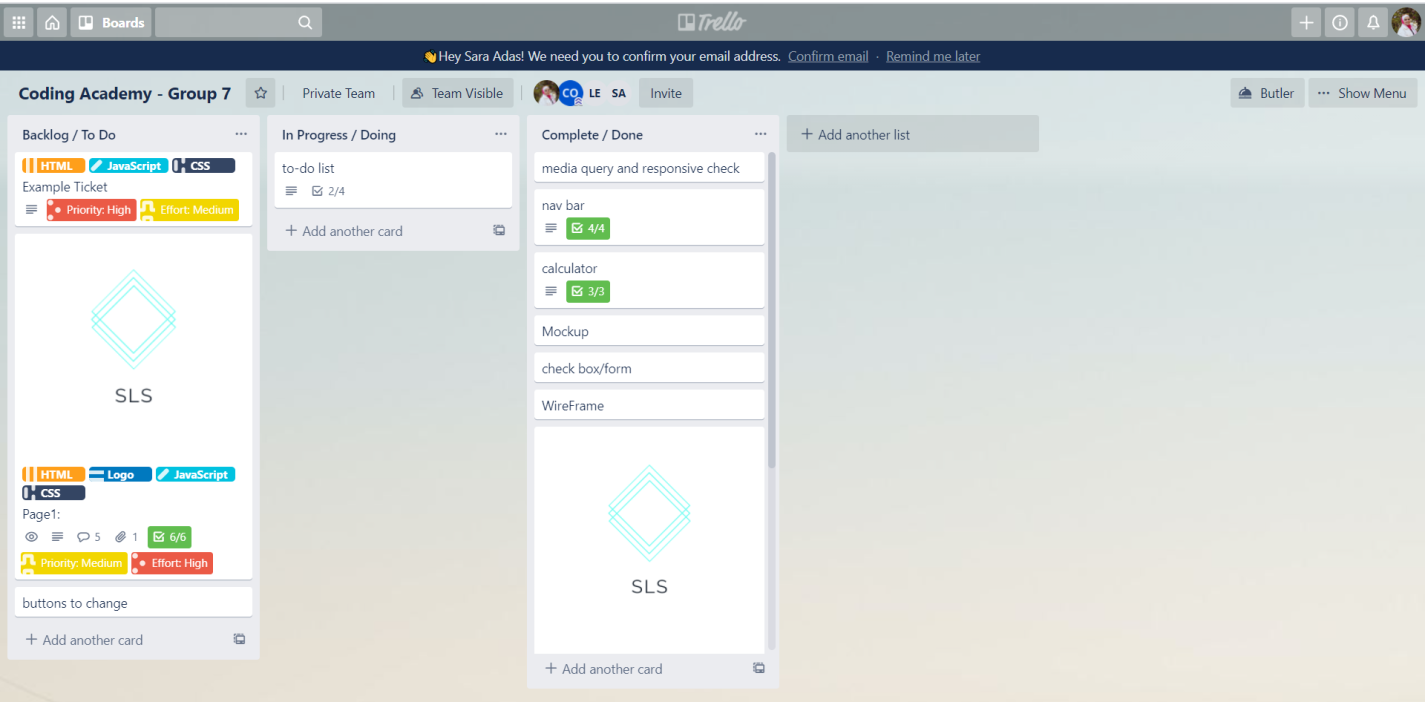 Boards
Trello
👋Hey Sara Adas! We need you to confirm your email address. Confirm email · Remind me later
Coding Academy - Group 7 Private Team Team Visible CO LE SA Invite Butler ··· Show Menu
Backlog / To Do ···
HTML JavaScript CSS
Example Ticket
Priority: High Effort: Medium
SLS
HTML Logo JavaScript
CSS
Page1:
5 1 6/6
Priority: Medium Effort: High
buttons to change
+ Add another card
In Progress / Doing ···
to-do list
2/4
+ Add another card
Complete / Done ···
media query and responsive check
nav bar
4/4
calculator
3/3
Mockup
check box/form
WireFrame
SLS
+ Add another card
+ Add another list